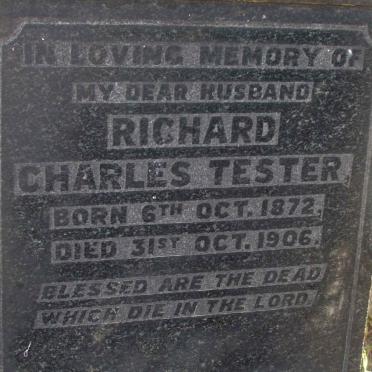 IN LOVING MEMORY OF
MY DEAR HUSBAND
RICHARD
CHARLES TESTER,
BORN 6TH OCT. 1872,
DIED 31ST OCT. 1906.
BLESSED ARE THE DEAD
WHICH DIE IN THE LORD.